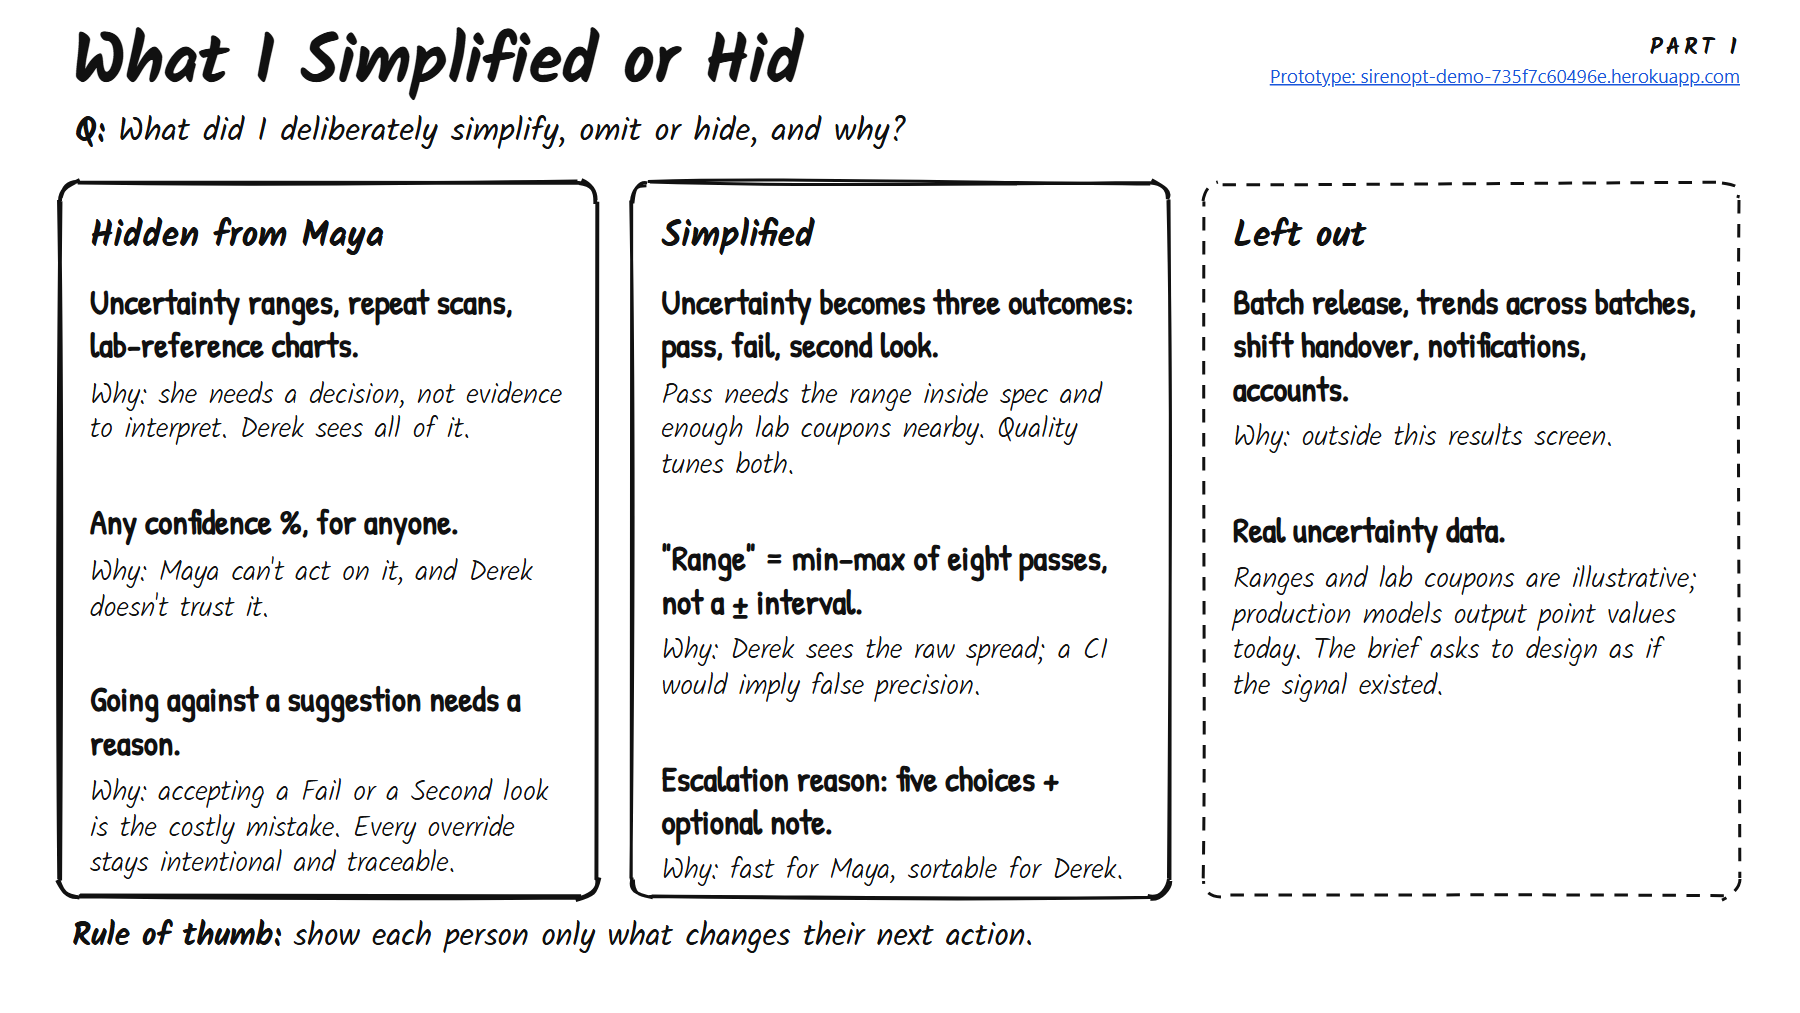 What I Simplified or Hid
PART 1
Prototype: sirenopt-demo-735f7c60496e.herokuapp.com
Q: What did I deliberately simplify, omit or hide, and why?
Hidden from Maya
Uncertainty ranges, repeat scans,
lab-reference charts.
Why: she needs a decision, not evidence
to interpret. Derek sees all of it.
Any confidence %, for anyone.
Why: Maya can't act on it, and Derek
doesn't trust it.
Going against a suggestion needs a
reason.
Why: accepting a Fail or a Second look
is the costly mistake. Every override
stays intentional and traceable.
Simplified
Uncertainty becomes three outcomes:
pass, fail, second look.
Pass needs the range inside spec and
enough lab coupons nearby. Quality
tunes both.
"Range" = min-max of eight passes,
not a ± interval.
Why: Derek sees the raw spread; a CI
would imply false precision.
Escalation reason: five choices +
optional note.
Why: fast for Maya, sortable for Derek.
Left out
Batch release, trends across batches,
shift handover, notifications,
accounts.
Why: outside this results screen.
Real uncertainty data.
Ranges and lab coupons are illustrative;
production models output point values
today. The brief asks to design as if
the signal existed.
Rule of thumb: show each person only what changes their next action.